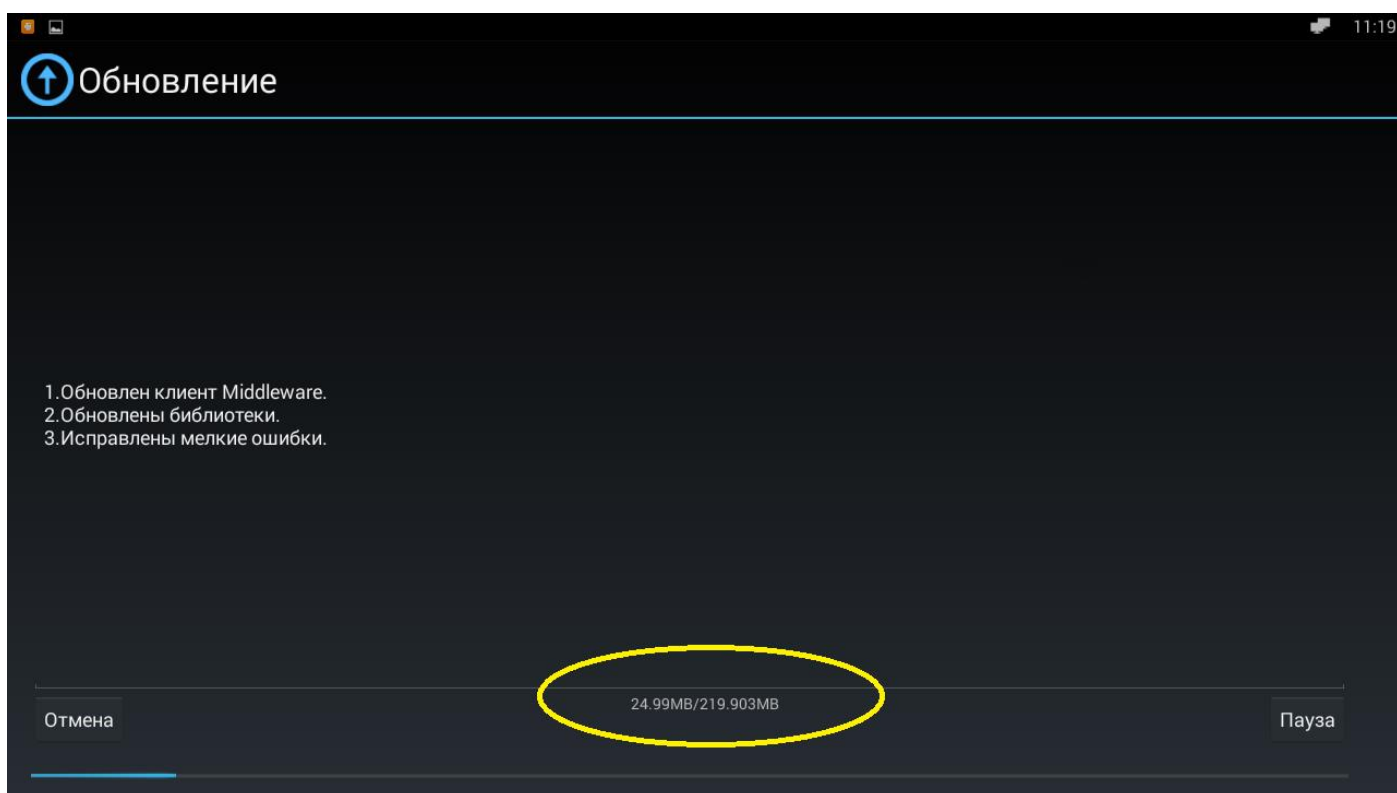 11:19
Обновление
1.Обновлен клиент Middleware.
2.Обновлены библиотеки.
3.Исправлены мелкие ошибки.
24.99MB/219.903MB
Отмена
Пауза